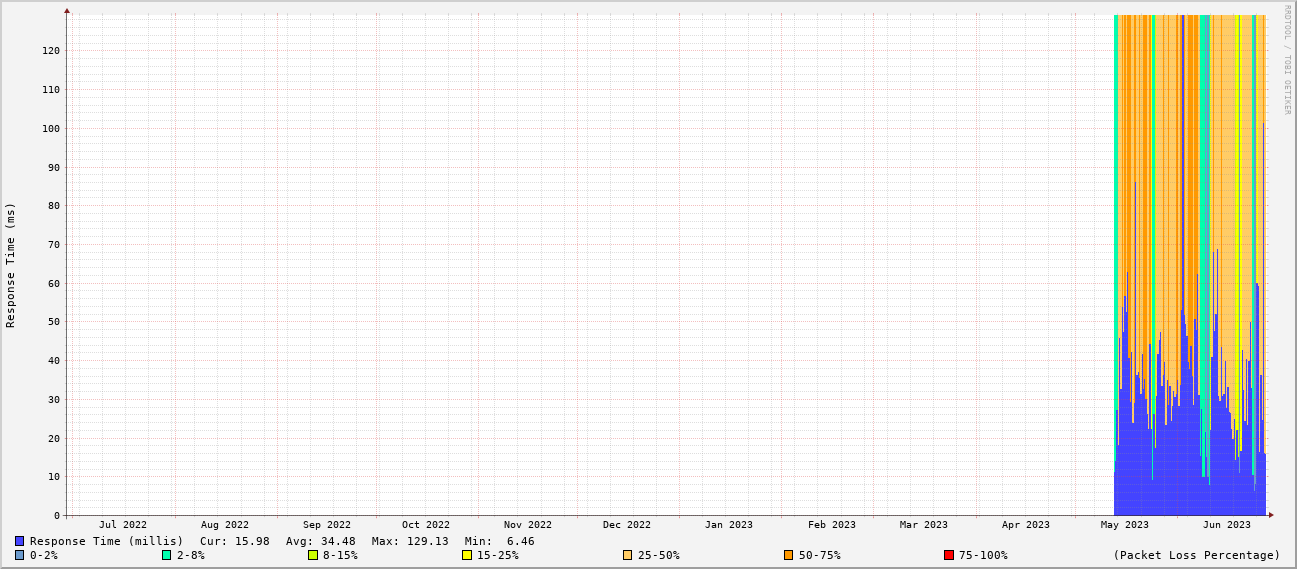 RRDTOOL / TOBI OETIKER
Response Time (ms)
120
110
100
90
80
70
60
50
40
30
20
10
0
Jul 2022 Aug 2022 Sep 2022 Oct 2022 Nov 2022 Dec 2022 Jan 2023 Feb 2023 Mar 2023 Apr 2023 May 2023 Jun 2023
Response Time (millis) Cur: 15.98 Avg: 34.48 Max: 129.13 Min: 6.46
0-2% 2-8% 8-15% 15-25% 25-50% 50-75% 75-100% (Packet Loss Percentage)